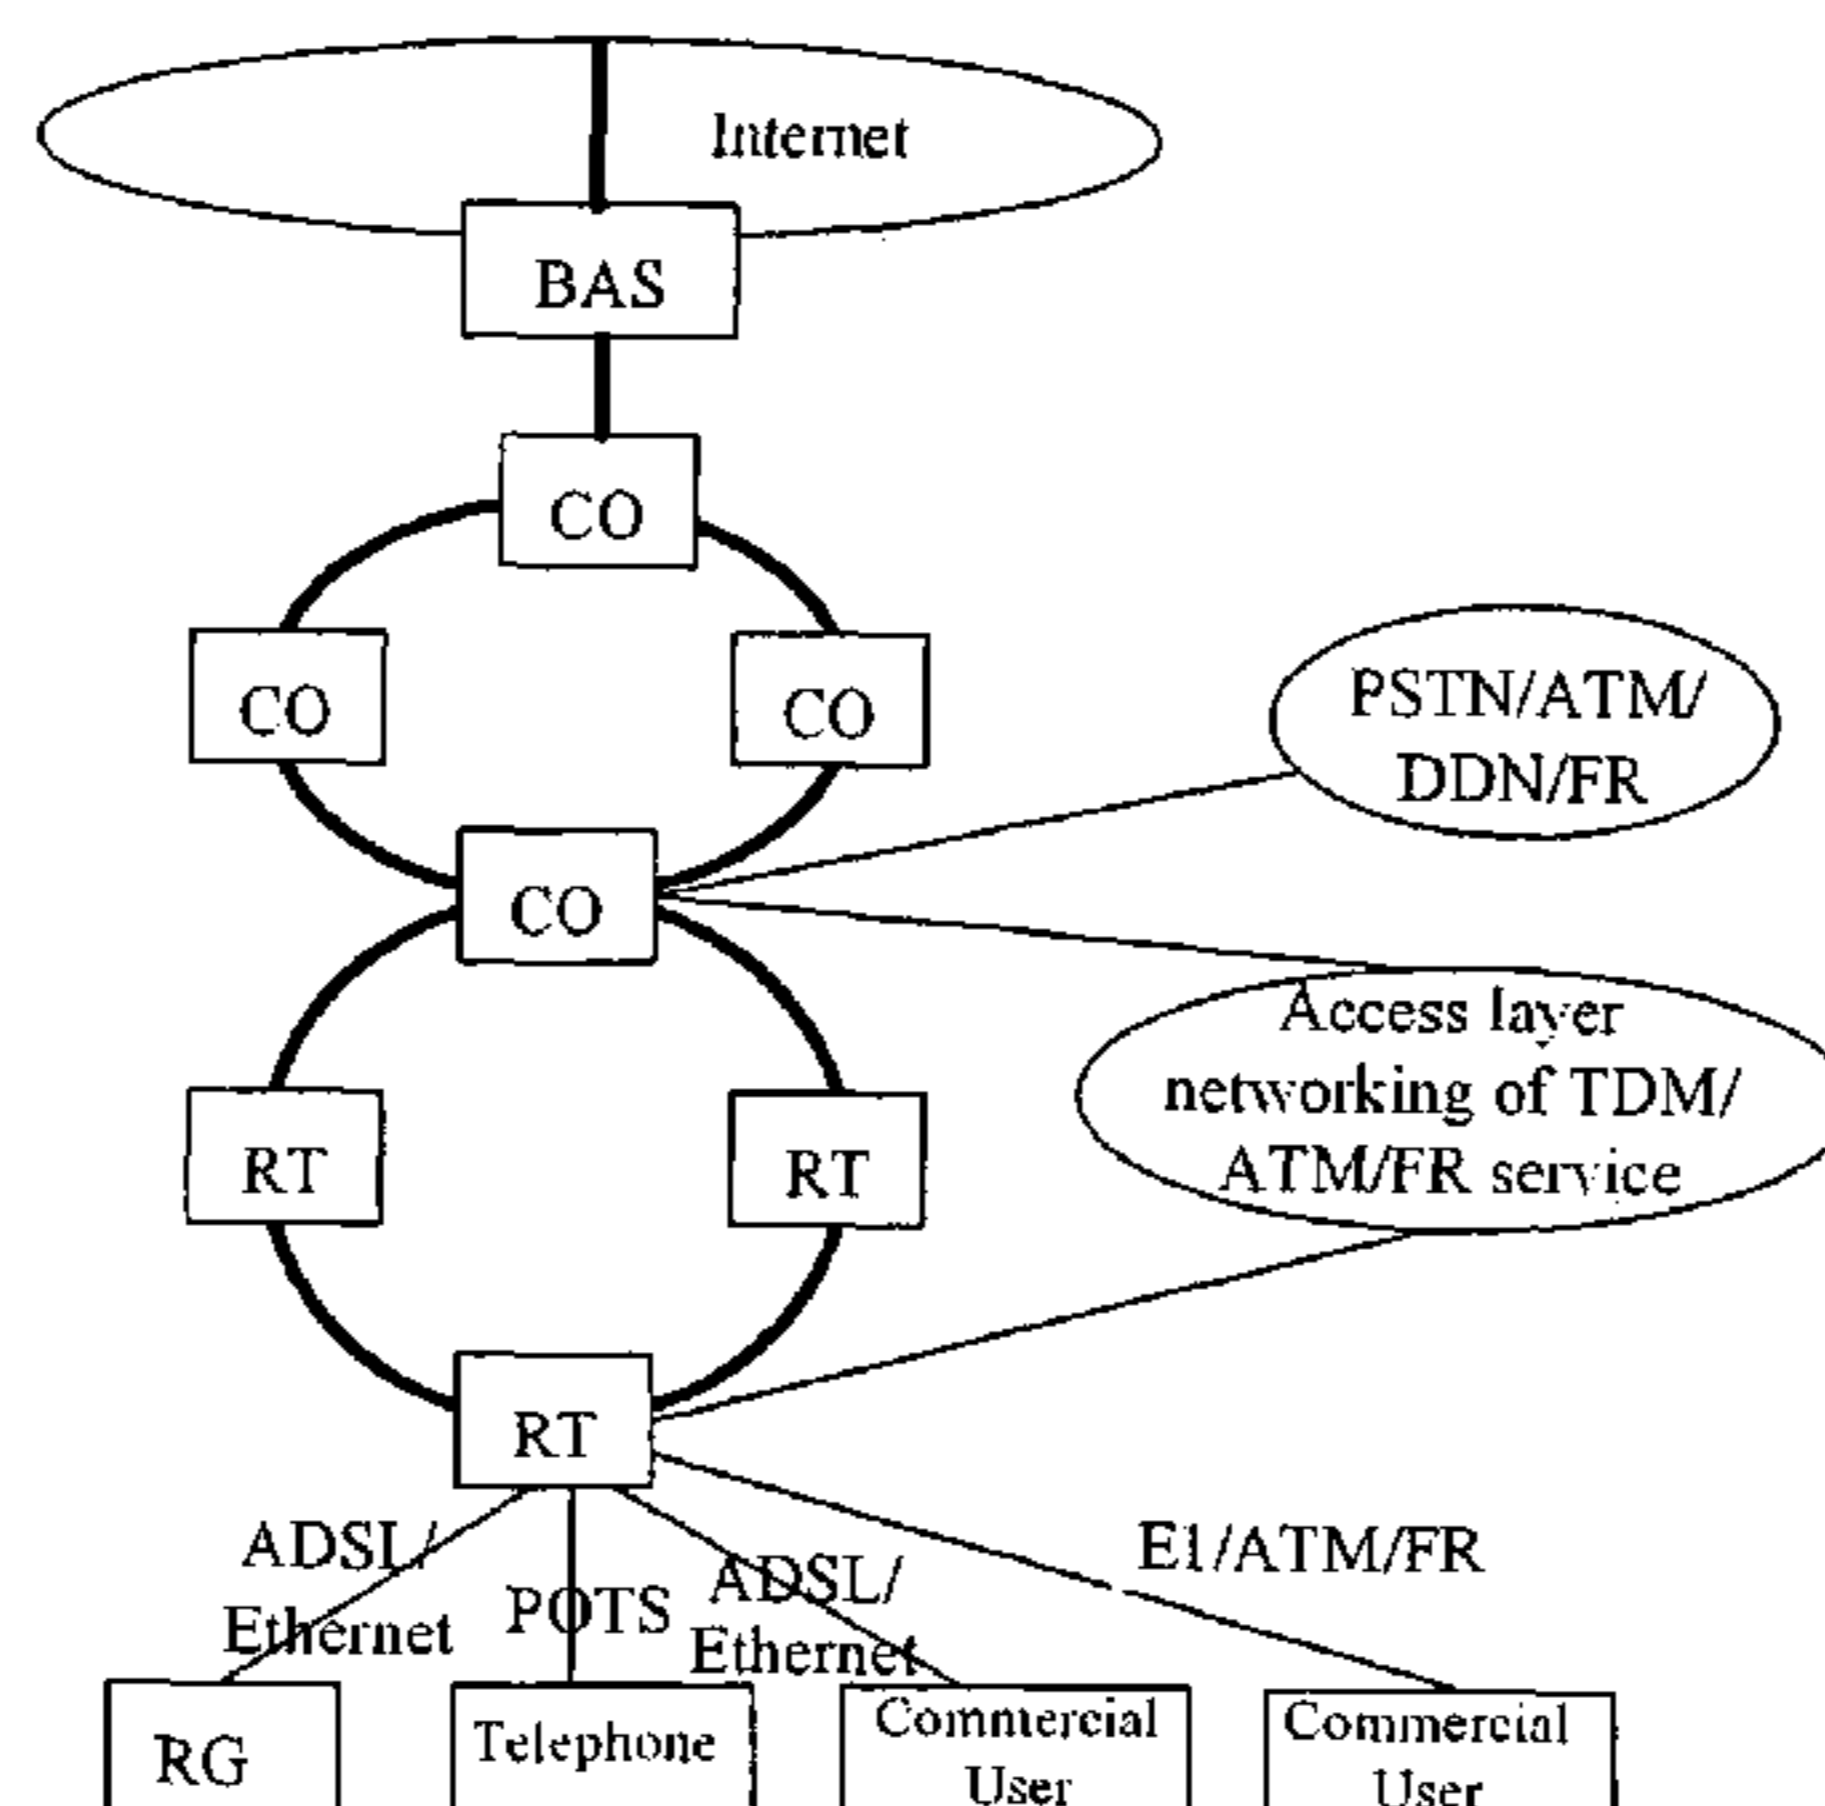 Internet
BAS
CO
CO
CO
PSTN/ATM/
DDN/FR
CO
Access layer
networking of TDM/
ATM/FR service
RT
RT
RT
ADSL/
Ethernet
POTS
ADSL/
Ethernet
E1/ATM/FR
RG
Telephone
Commercial
User
Commercial
User